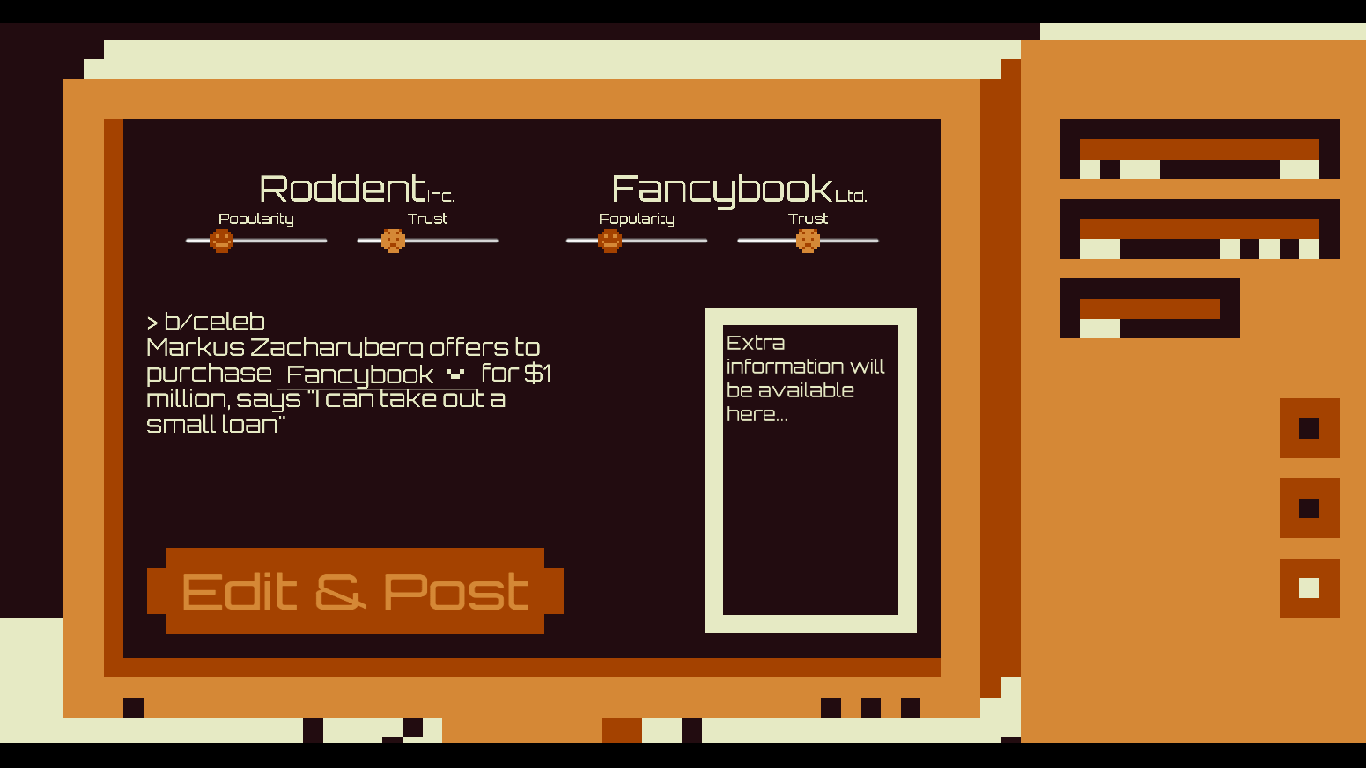 Roddent Inc.
Fancybook Ltd.
Popularity Trust
Popularity Trust
> b/celeb
Markus Zacharyberg offers to
purchase Fancybook for $1
million, says "I can take out a
small loan"
Extra
information will
be available
here...
Edit & Post